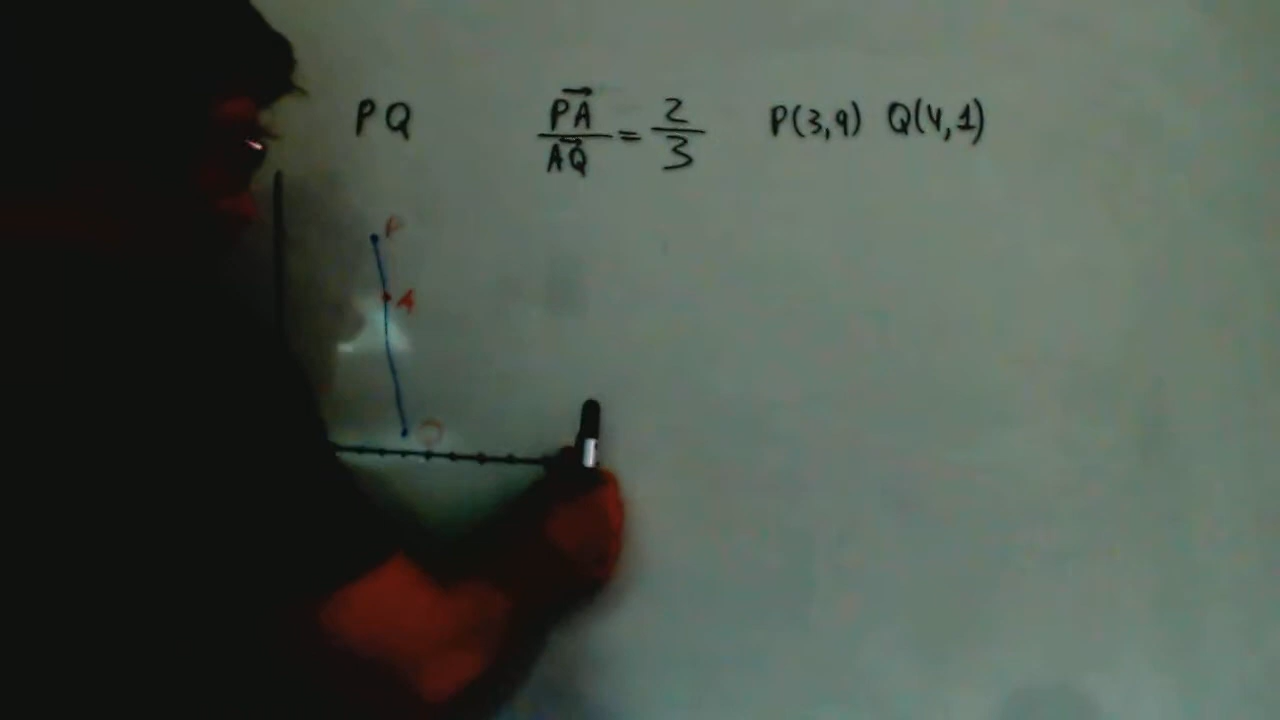 PQ PA/AQ = 2/3 P(3,9) Q(4,1)
P
A
Q